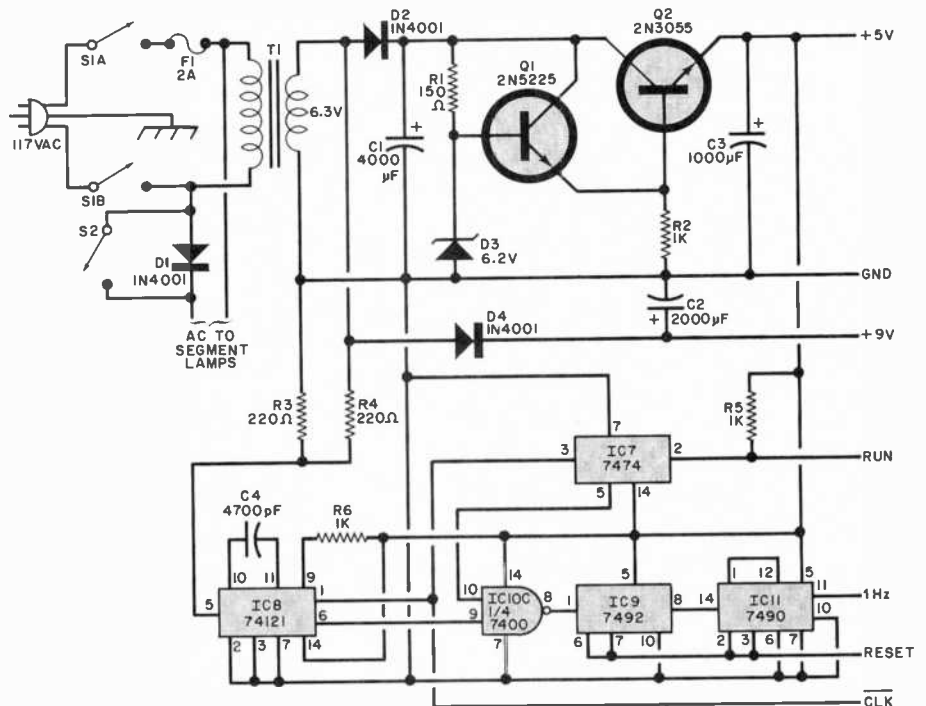 D2
1N4001
Q2
2N3055
+5V
S1A
F1
2A
T1
R1
150
Ω
Q1
2N5225
6.3V
117VAC
C1
4000
µF
+
C3
1000µF
+
S1B
S2
D1
1N4001
D3
6.2V
R2
1K
GND
C2
2000µF
+
D4
1N4001
+9V
AC TO
SEGMENT
LAMPS
R3
220Ω
R4
220Ω
R5
1K
7
3
IC7
7474
2
RUN
5
14
C4
4700pF
R6
1K
10
11
9
1
5
IC8
74121
6
2
3
7
14
10
14
IC10C
1/4
7400
8
9
7
5
1
IC9
7492
8
6
7
10
1
12
5
11
1Hz
14
IC11
7490
10
2
3
6
7
RESET
CLK